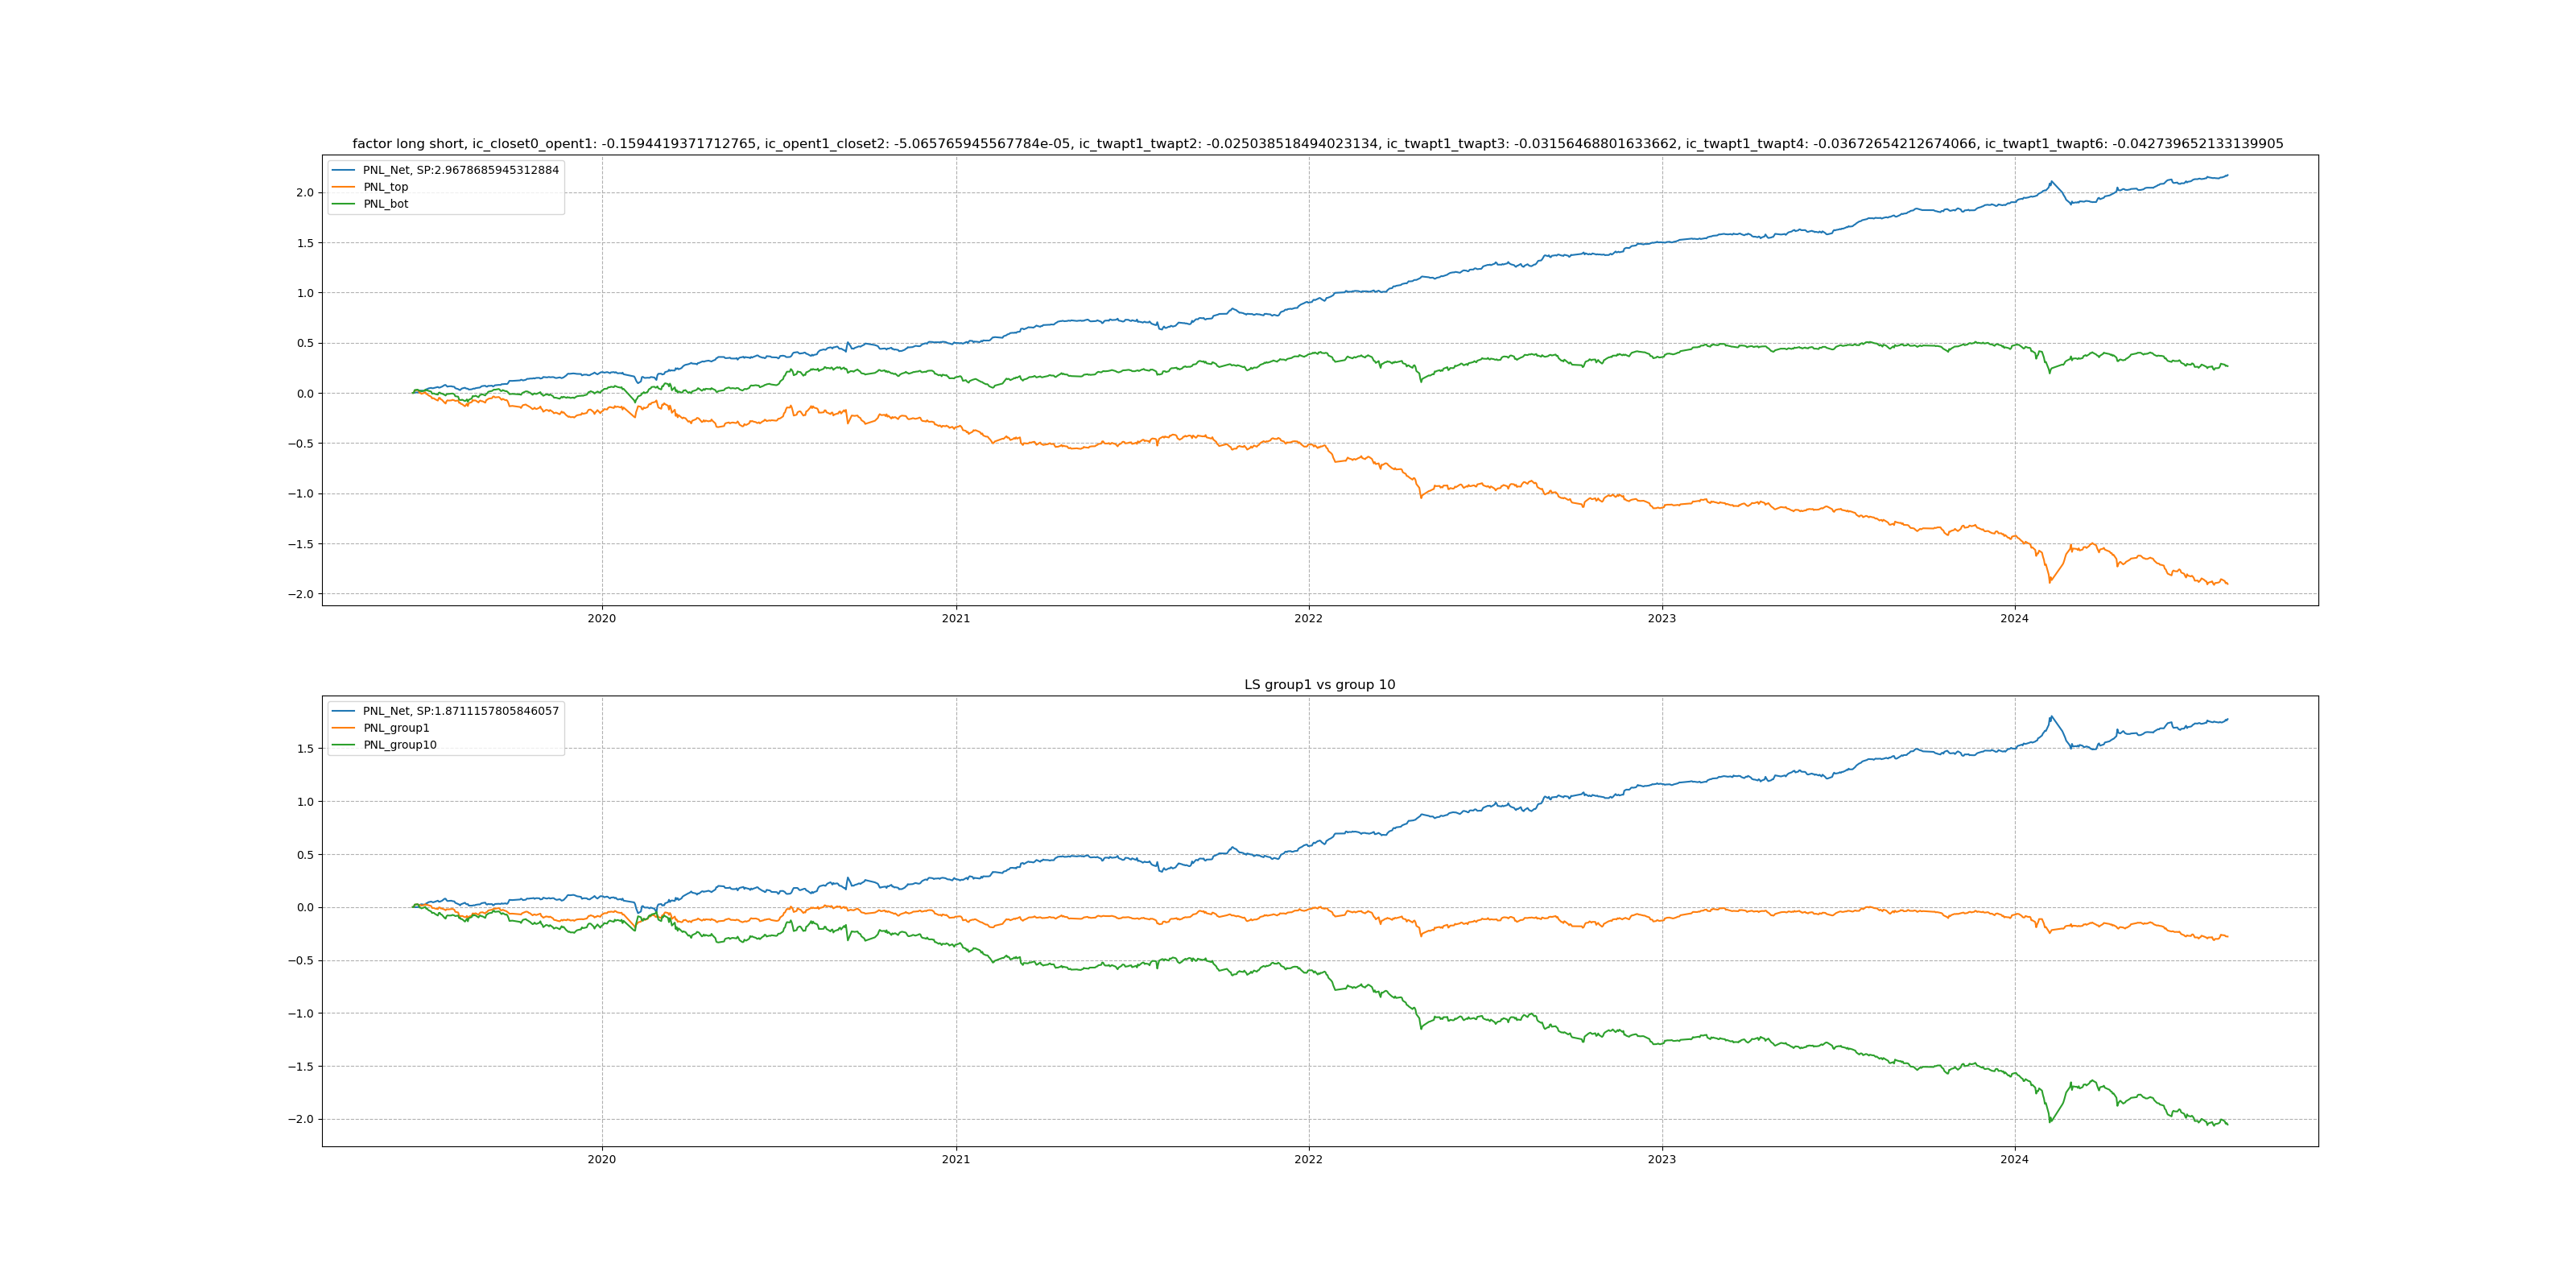 factor long short, ic_closet0_opent1: -0.1594419371712765, ic_opent1_closet2: -5.065765945567784e-05, ic_twapt1_twapt2: -0.025038518494023134, ic_twapt1_twapt3: -0.03156468801633662, ic_twapt1_twapt4: -0.03672654212674066, ic_twapt1_twapt6: -0.042739652133139905
PNL_Net, SP:2.9678685945312884
PNL_top
PNL_bot
2.0
1.5
1.0
0.5
0.0
−0.5
−1.0
−1.5
−2.0
2020 2021 2022 2023 2024
LS group1 vs group 10
PNL_Net, SP:1.8711157805846057
PNL_group1
PNL_group10
1.5
1.0
0.5
0.0
−0.5
−1.0
−1.5
−2.0
2020 2021 2022 2023 2024